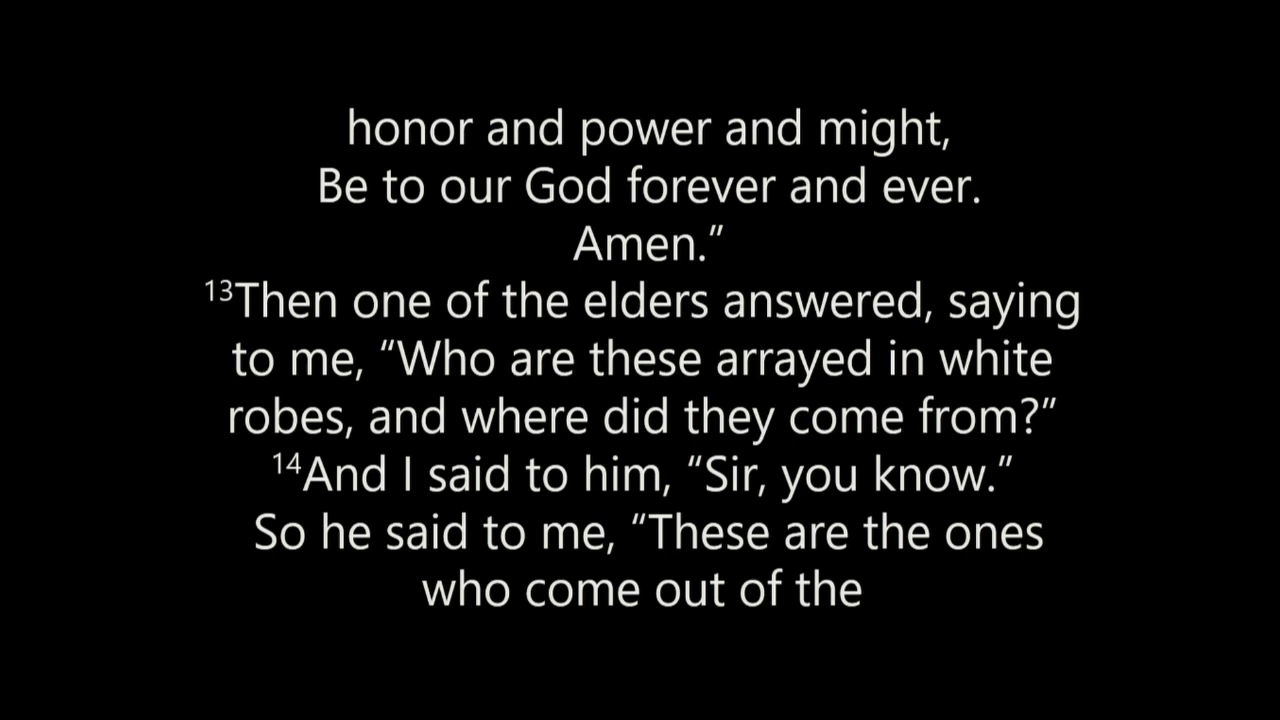 honor and power and might,
Be to our God forever and ever.
Amen.”
¹³Then one of the elders answered, saying
to me, “Who are these arrayed in white
robes, and where did they come from?”
¹⁴And I said to him, “Sir, you know.”
So he said to me, “These are the ones
who come out of the